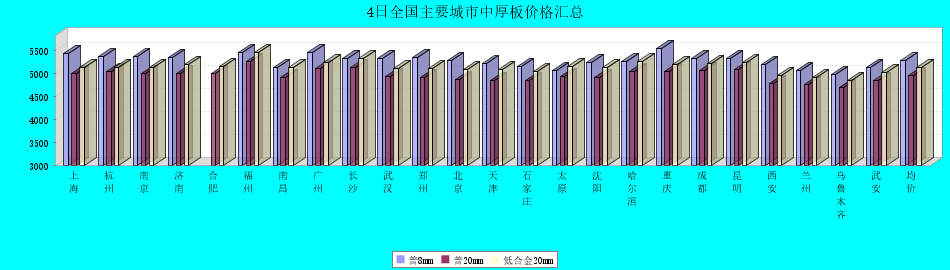 4日全国主要城市中厚板价格汇总
5500
5000
4500
4000
3500
3000
上海 杭州 南京 济南 合肥 福州 南昌 广州 长沙 武汉 郑州 北京 天津 石家庄 太原 沈阳 哈尔滨 重庆 成都 昆明 西安 兰州 乌鲁木齐 武安 均价
普8mm 普20mm 低合金20mm